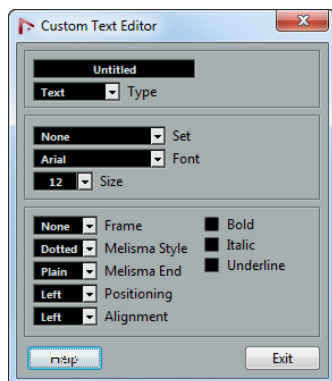 Custom Text Editor
Untitled
Text Type
None Set
Arial Font
12 Size
None Frame Bold
Dotted Melisma Style Italic
Plain Melisma End Underline
Left Positioning
Left Alignment
Exit